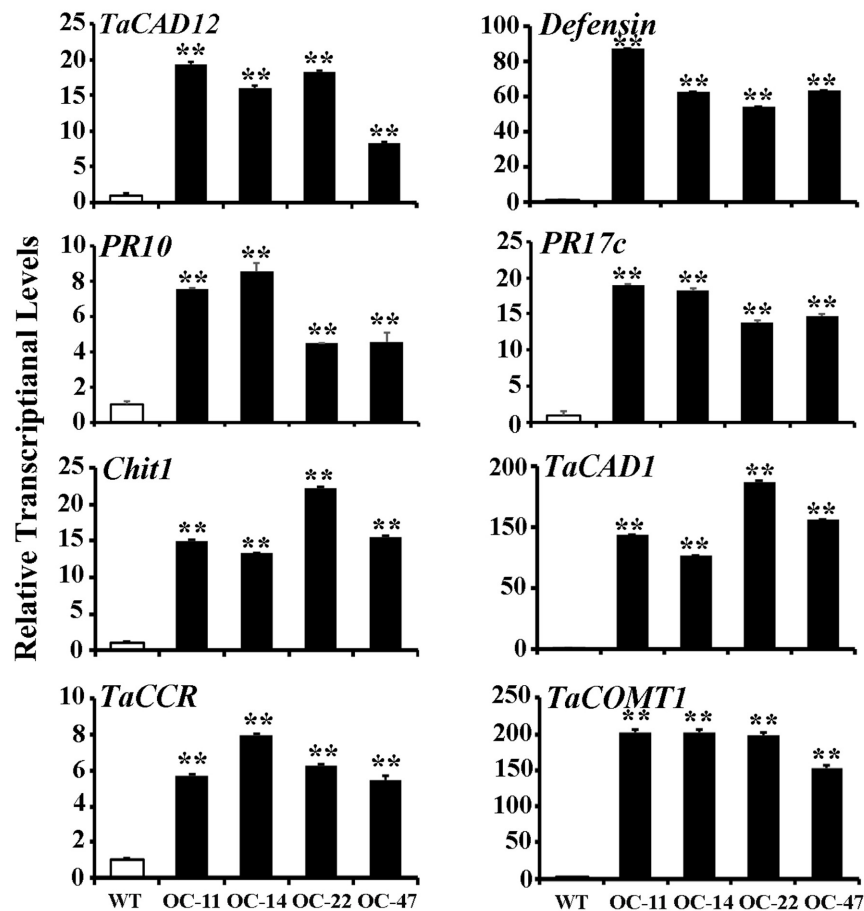 Relative Transcriptianal Levels
TaCAD12
25
20
15
10
5
0
** ** ** **
Defensin
100
80
60
40
20
0
** ** ** **
PR10
10
8
6
4
2
0
** ** ** **
PR17c
25
20
15
10
5
0
** ** ** **
Chit1
25
20
15
10
5
0
** ** ** **
TaCAD1
200
150
50
0
** ** ** **
TaCCR
10
8
6
4
2
0
** ** ** **
WT OC-11 OC-14 OC-22 OC-47
TaCOMT1
250
200
150
100
50
0
** ** ** **
WT OC-11 OC-14 OC-22 OC-47